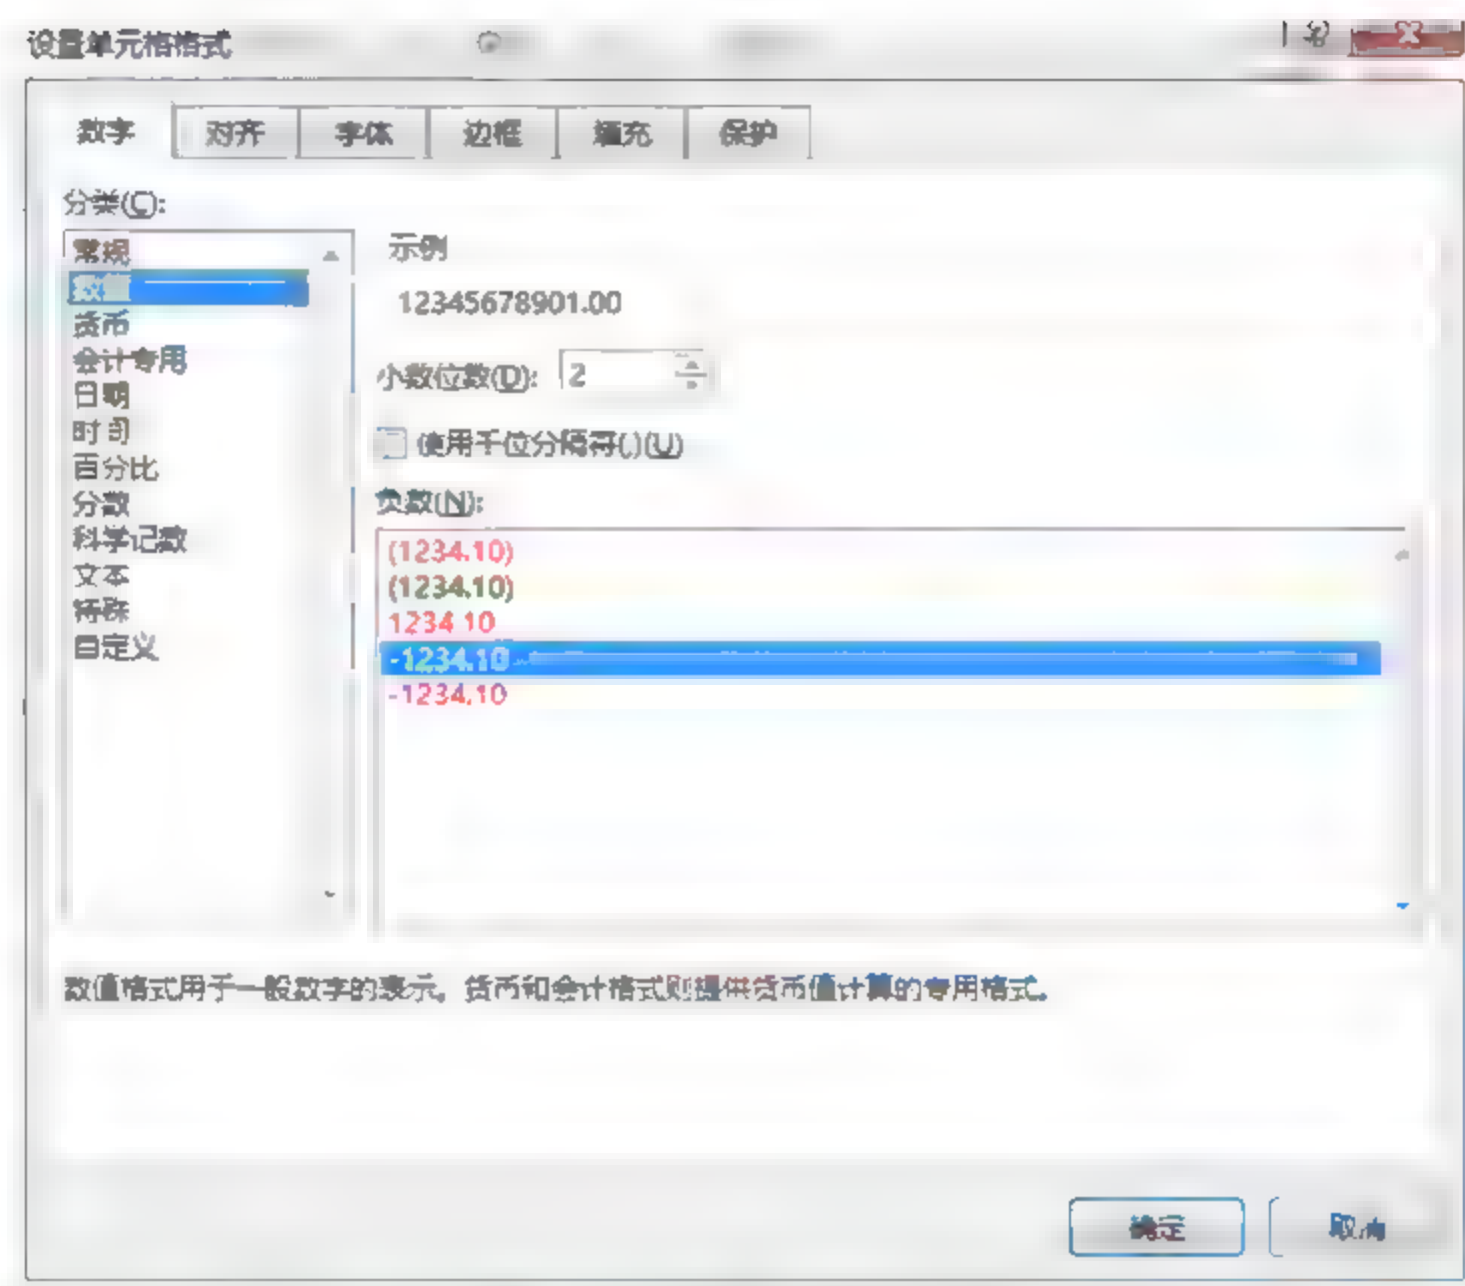 设置单元格格式
数字 对齐 字体 边框 填充 保护
分类(C):
常规
数值
货币
会计专用
日期
时间
百分比
分数
科学记数
文本
特殊
自定义
示例
12345678901.00
小数位数(D): 2
使用千位分隔符(,)(U)
负数(N):
(1234.10)
(1234.10)
1234.10
-1234.10
-1234.10
数值格式用于一般数字的表示。货币和会计格式则提供货币值计算的专用格式。
确定 取消